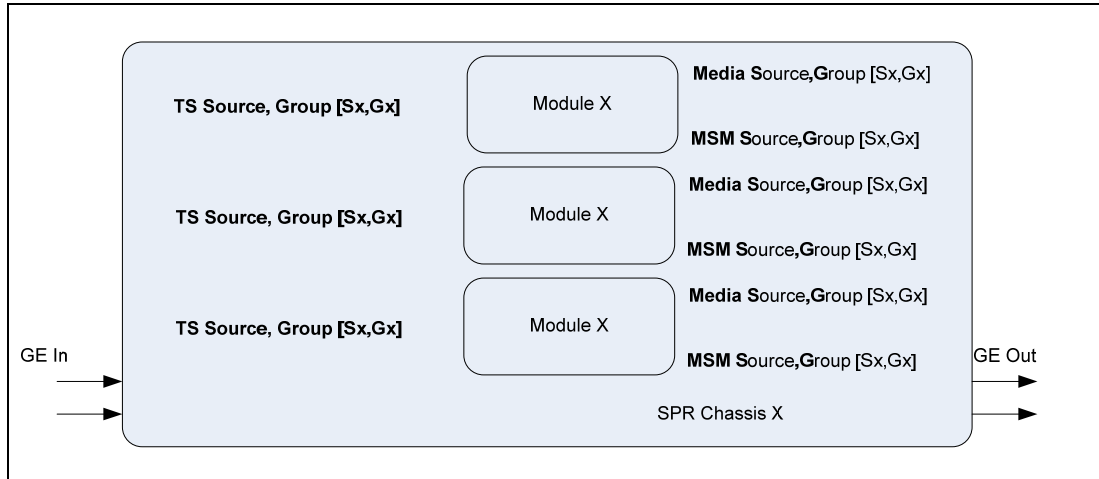 Media Source,Group [Sx,Gx]
TS Source, Group [Sx,Gx]
Module X
MSM Source,Group [Sx,Gx]
Media Source,Group [Sx,Gx]
TS Source, Group [Sx,Gx]
Module X
MSM Source,Group [Sx,Gx]
Media Source,Group [Sx,Gx]
TS Source, Group [Sx,Gx]
Module X
GE In
MSM Source,Group [Sx,Gx]
GE Out
SPR Chassis X